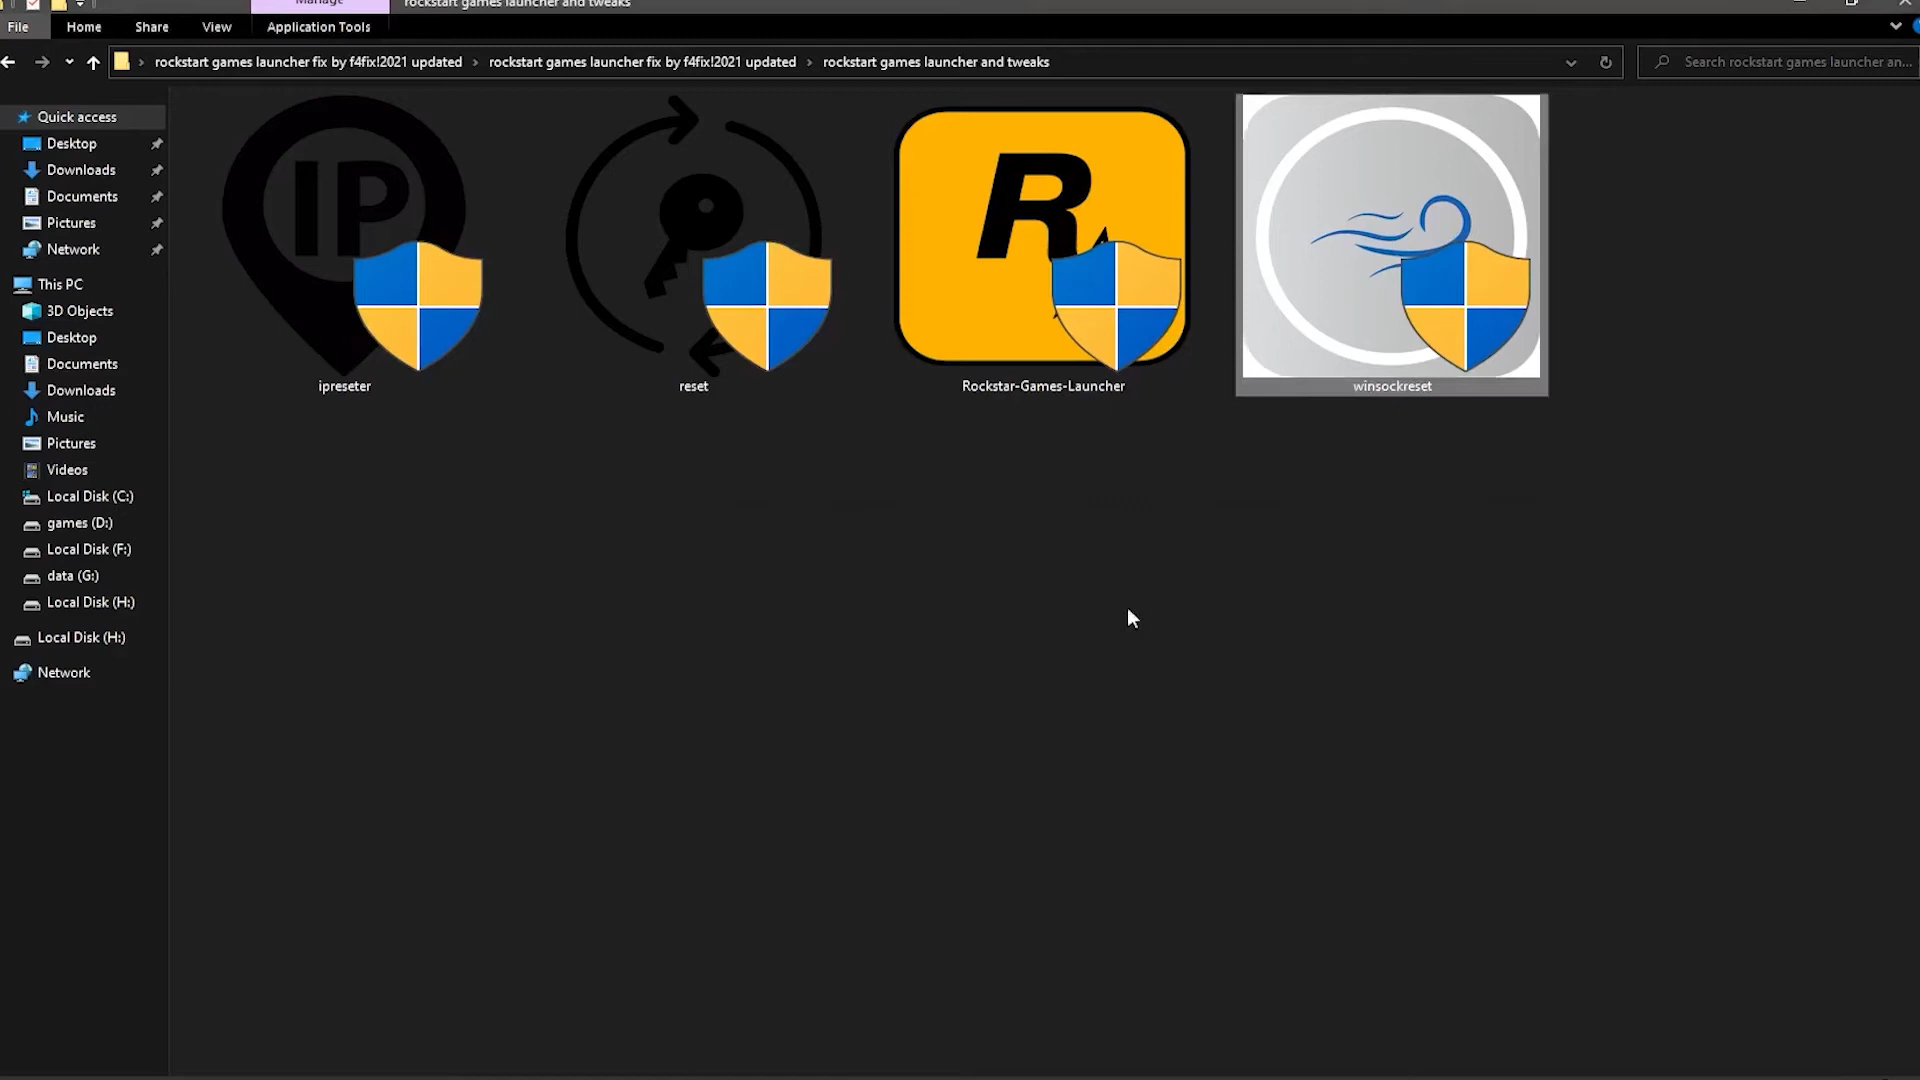 Manage
rockstart games launcher and tweaks
File
Home
Share
View
Application Tools
rockstart games launcher fix by f4fix!2021 updated
rockstart games launcher fix by f4fix!2021 updated
rockstart games launcher and tweaks
Search rockstart games launcher an...
Quick access
Desktop
Downloads
Documents
Pictures
Network
This PC
3D Objects
Desktop
Documents
Downloads
Music
Pictures
Videos
Local Disk (C:)
games (D:)
Local Disk (F:)
data (G:)
Local Disk (H:)
Local Disk (H:)
Network
IP
R
ipreseter
reset
Rockstar-Games-Launcher
winsockreset